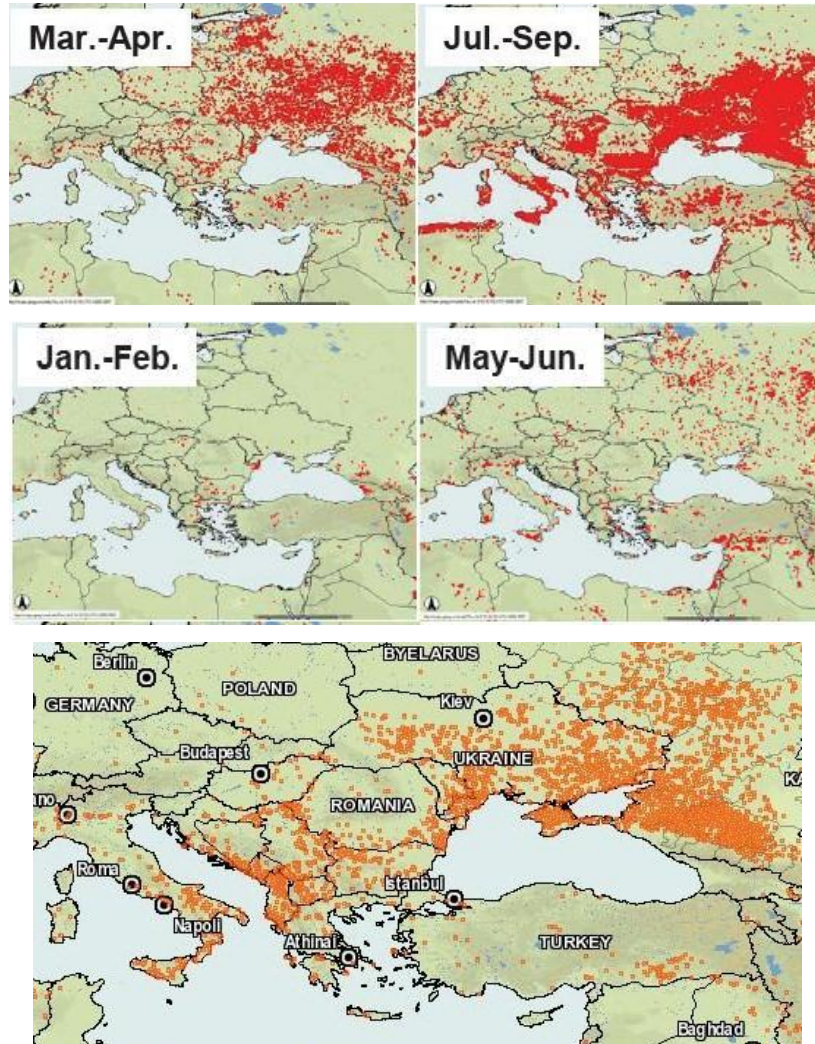 Mar.-Apr.
Jul.-Sep.
Jan.-Feb.
May-Jun.
Berlin
BYELARUS
GERMANY
POLAND
Kiev
Budapest
UKRAINE
ROMANIA
Roma
Istanbul
Napoli
Athinai
TURKEY
Baghdad